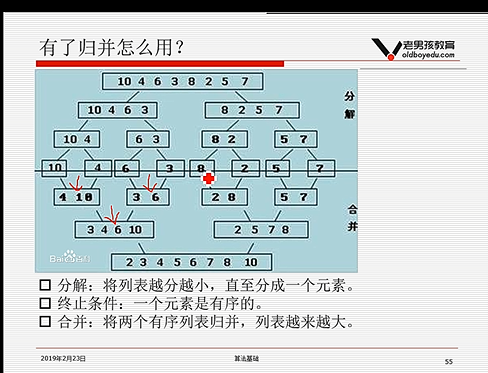 有了归并怎么用？
老男孩教育
oldboyedu.com
10 4 6 3 8 2 5 7
分解
10 4 6 3 8 2 5 7
10 4 6 3 8 2 5 7
10 4 6 3 8 2 5 7
4 10 3 6 2 8 5 7
合并
3 4 6 10 2 5 7 8
2 3 4 5 6 7 8 10
Baidu百科
分解：将列表越分越小，直至分成一个元素。
终止条件：一个元素是有序的。
合并：将两个有序列表归并，列表越来越大。
2019年2月23日 算法基础 55